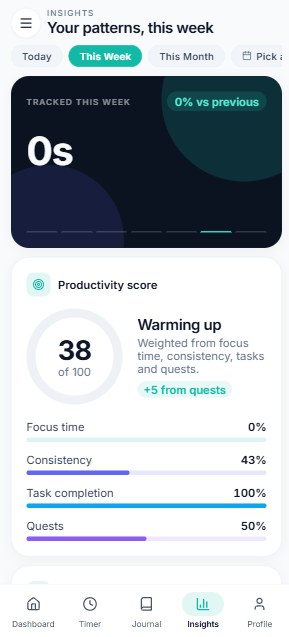 INSIGHTS
Your patterns, this week
Today
This Week
This Month
Pick a
TRACKED THIS WEEK
0% vs previous
0s
Productivity score
38
of 100
Warming up
Weighted from focus
time, consistency, tasks
and quests.
+5 from quests
Focus time 0%
Consistency 43%
Task completion 100%
Quests 50%
Dashboard
Timer
Journal
Insights
Profile